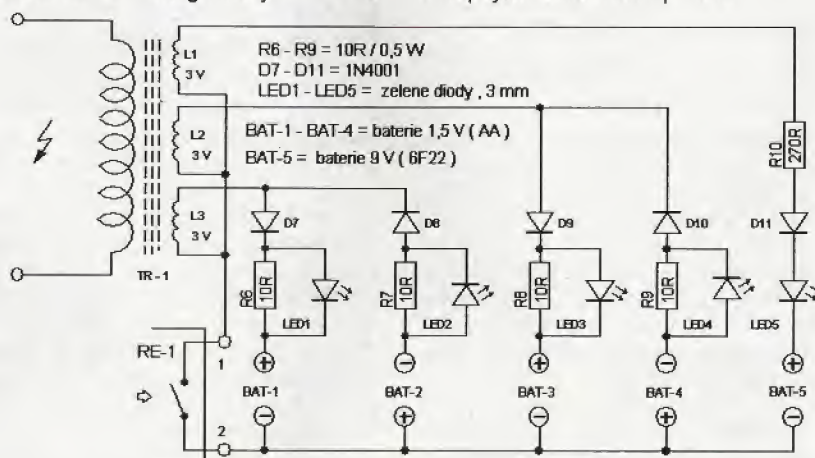 L1
3 V
R6 - R9 = 10R / 0,5 W
D7 - D11 = 1N4001
LED1 - LED5 = zelene diody , 3 mm
L2
3 V
BAT-1 - BAT-4 = baterie 1,5 V ( AA )
BAT-5 = baterie 9 V ( 6F22 )
R10
270R
L3
3 V
D7
D8
D9
D10
D11
TR-1
R6
10R
R7
10R
R8
10R
R9
10R
LED1
LED2
LED3
LED4
LED5
RE-1
1
BAT-1
BAT-2
BAT-3
BAT-4
BAT-5
2